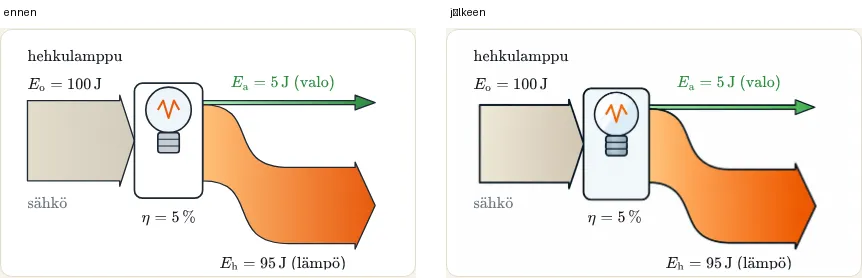 ennen
hehkulamppu
Eₒ = 100 J
Eₐ = 5 J (valo)
sähkö
η = 5 %
Eₕ = 95 J (lämpö)
j▯lkeen
hehkulamppu
Eₒ = 100 J
Eₐ = 5 J (valo)
sähkö
η = 5 %
Eₕ = 95 J (lämpö)